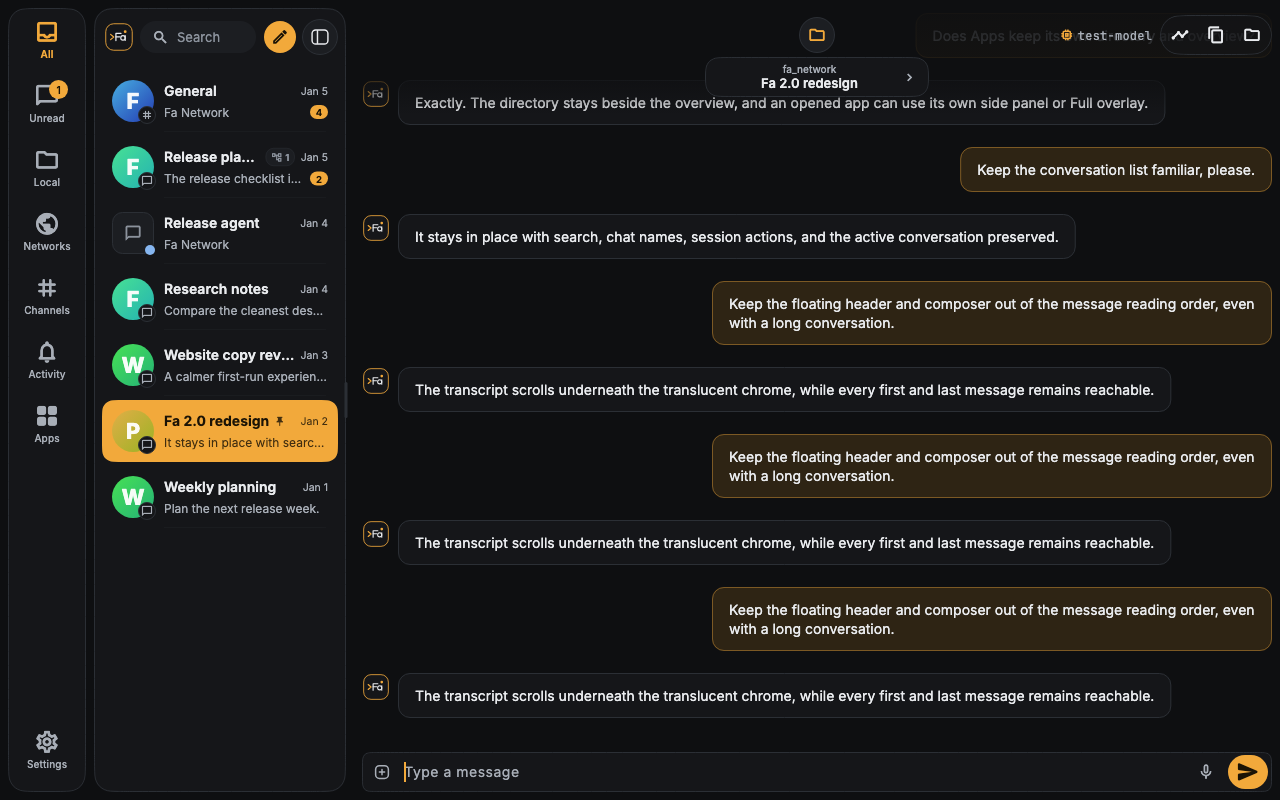 All
1
Unread
Local
Networks
Channels
Activity
Apps
Settings
>Fa
Search
F
General
Jan 5
Fa Network
4
F
Release pla...
1
Jan 5
The release checklist i...
2
Release agent
Jan 4
Fa Network
F
Research notes
Jan 4
Compare the cleanest des...
W
Website copy rev...
Jan 3
A calmer first-run experien...
P
Fa 2.0 redesign
Jan 2
It stays in place with searc...
W
Weekly planning
Jan 1
Plan the next release week.
Does Apps keep its
test-model
fa_network
Fa 2.0 redesign
>Fa
Exactly. The directory stays beside the overview, and an opened app can use its own side panel or Full overlay.
Keep the conversation list familiar, please.
>Fa
It stays in place with search, chat names, session actions, and the active conversation preserved.
Keep the floating header and composer out of the message reading order, even
with a long conversation.
>Fa
The transcript scrolls underneath the translucent chrome, while every first and last message remains reachable.
Keep the floating header and composer out of the message reading order, even
with a long conversation.
>Fa
The transcript scrolls underneath the translucent chrome, while every first and last message remains reachable.
Keep the floating header and composer out of the message reading order, even
with a long conversation.
>Fa
The transcript scrolls underneath the translucent chrome, while every first and last message remains reachable.
Type a message